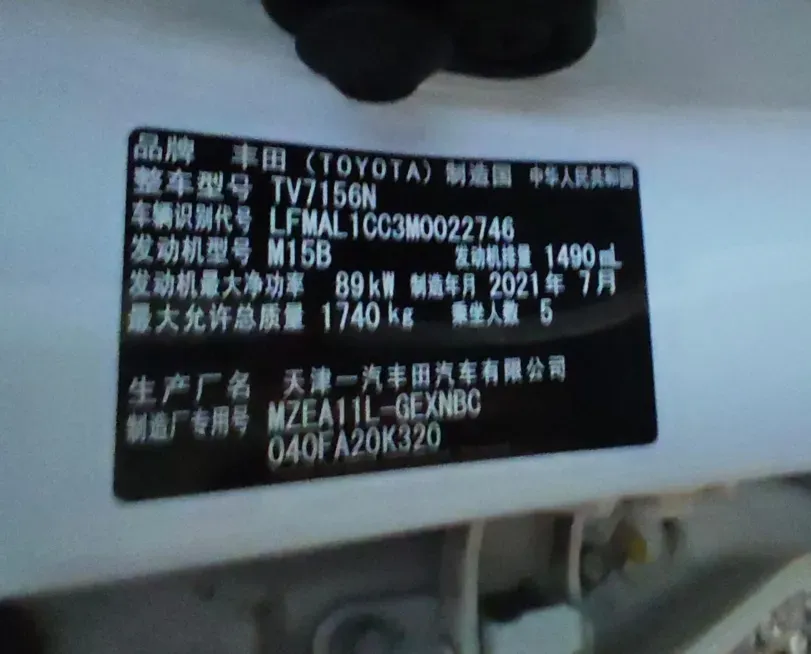 品牌 丰田（TOYOTA）制造国 中华人民共和国
整车型号 TV7156N
车辆识别代号 LFMAL1CC3M0022746
发动机型号 M15B 发动机排量 1490mL
发动机最大净功率 89kW 制造年月 2021年 7月
最大允许总质量 1740kg 乘坐人数 5
生产厂名 天津一汽丰田汽车有限公司
制造厂专用号 MZEA11L-GEXNBC
040FA20K320